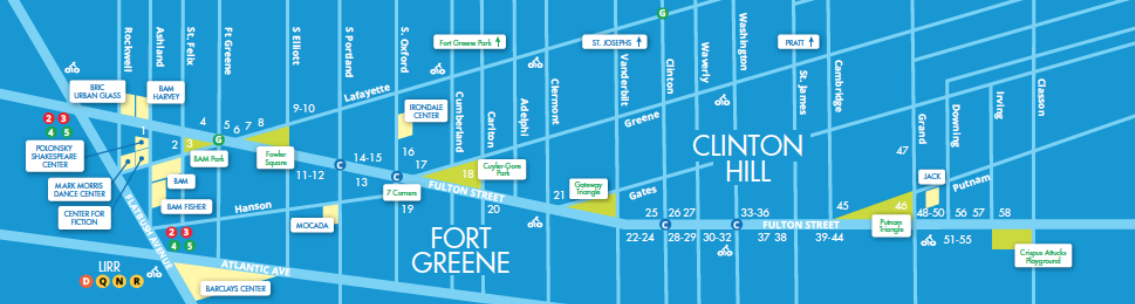 Rockwell
Ashland
St. Felix
Ft Greene
S Elliott
S Portland
S. Oxford
Fort Greene Park ↑
ST. JOSEPHS ↑
G
Washington
PRATT ↑
BRIC
URBAN GLASS
BAM
HARVEY
Lafayette
Cumberland
Carlton
Adelphi
Clermont
Vanderbilt
Clinton
Waverly
St. James
Cambridge
Grand
Downing
Irving
Classon
2 3
4 5
9-10
4
5
6
7
8
IRONDALE
CENTER
Greene
CLINTON
HILL
1
2
3
G
POLONSKY
SHAKESPEARE
CENTER
BAM Park
Fowler
Square
C
14-15
16
17
18
Cuyler-Gore
Park
47
MARK MORRIS
DANCE CENTER
BAM
11-12
13
C
7 Corners
FULTON STREET
21
Gateway
Triangle
Gates
JACK
Putnam
CENTER FOR
FICTION
BAM FISHER
Hanson
MOCADA
19
20
25
26 27
33-36
45
46
48-50
56
57
58
FLATBUSH AVENUE
2 3
4 5
FORT
GREENE
C
C
FULTON STREET
Putnam
Triangle
22-24
28-29
30-32
37
38
39-44
51-55
Crispus Attucks
Playground
LIRR
D Q N R
ATLANTIC AVE
BARCLAYS CENTER